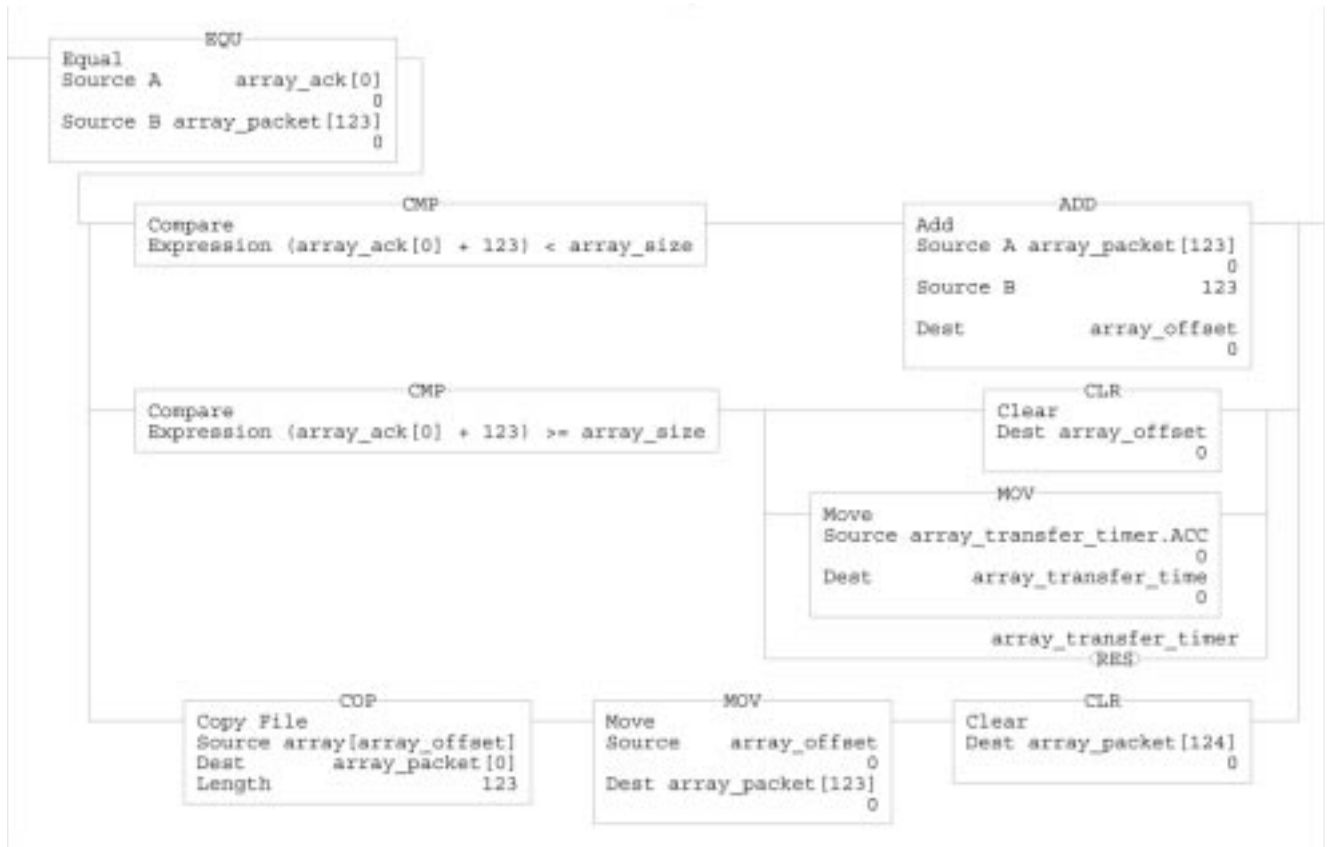 EQU
Equal
Source A array_ack[0]
0
Source B array_packet[123]
0
CMP
Compare
Expression (array_ack[0] + 123) < array_size
ADD
Add
Source A array_packet[123]
0
Source B 123
Dest array_offset
0
CMP
Compare
Expression (array_ack[0] + 123) >= array_size
CLR
Clear
Dest array_offset
0
MOV
Move
Source array_transfer_timer.ACC
0
Dest array_transfer_time
0
array_transfer_timer
RES
COP
Copy File
Source array[array_offset]
Dest array_packet[0]
Length 123
MOV
Move
Source array_offset
0
Dest array_packet[123]
0
CLR
Clear
Dest array_packet[124]
0